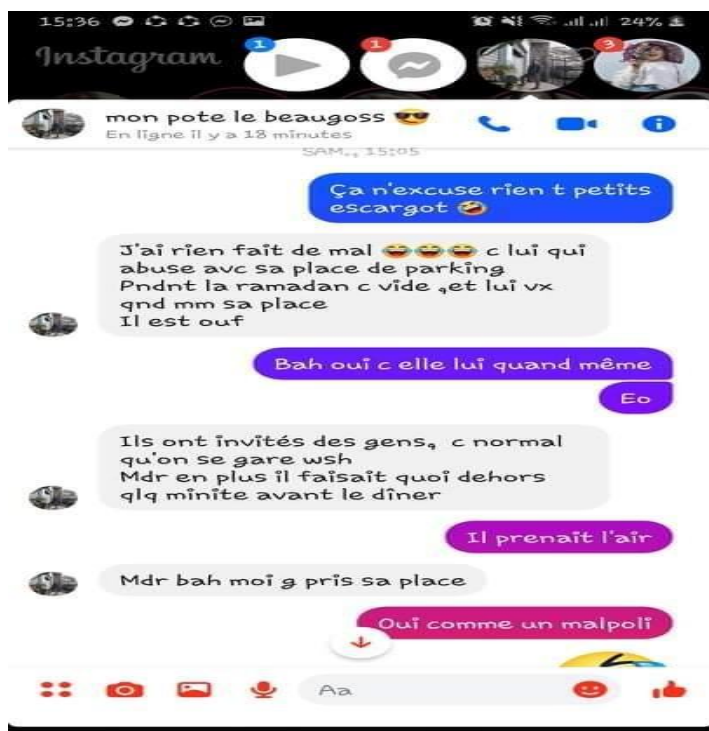 15:36
24%
Instagram
1
1
3
mon pote le beaugoss 😎
En ligne il y a 18 minutes
SAM., 15:05
Ça n'excuse rien t petits
escargot 🤣
J'ai rien fait de mal 😂😂😂 c lui qui
abuse avc sa place de parking
Pndnt la ramadan c vide ,et lui vx
qnd mm sa place
Il est ouf
Bah oui c elle lui quand même
Eo
Ils ont invités des gens, c normal
qu'on se gare wsh
Mdr en plus il faisait quoi dehors
qlq minite avant le dîner
Il prenait l'air
Mdr bah moi g pris sa place
Oui comme un malpoli
Aa